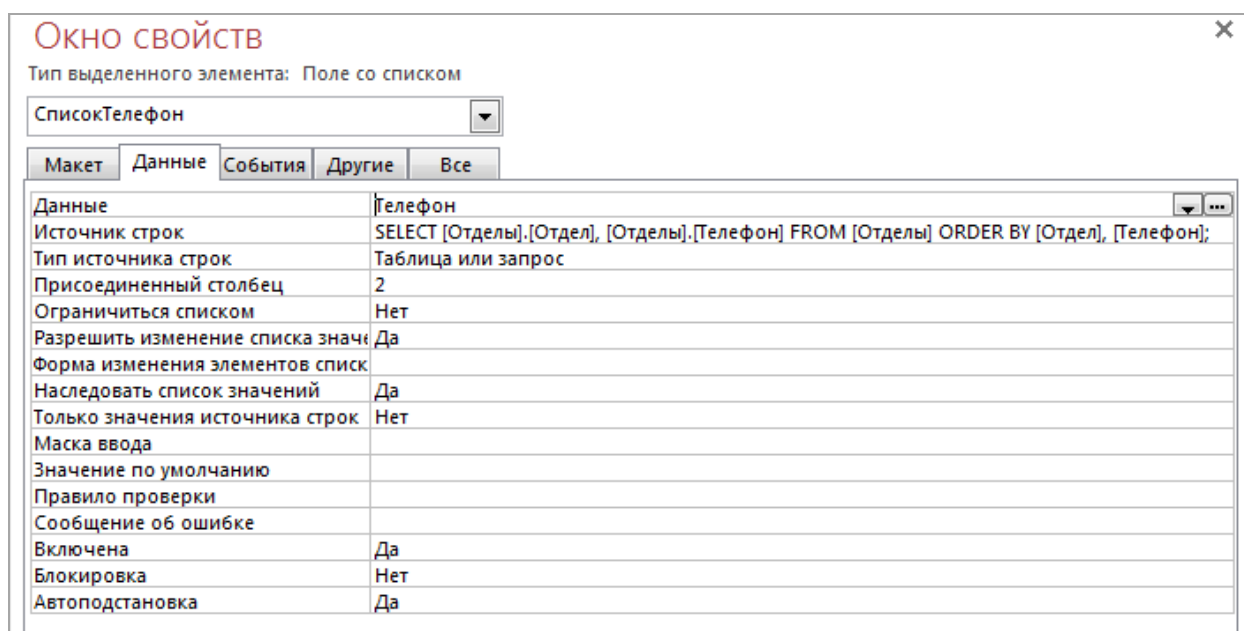 Окно свойств
Тип выделенного элемента: Поле со списком
СписокТелефон
Макет Данные События Другие Все
Данные Телефон
Источник строк SELECT [Отделы].[Отдел], [Отделы].[Телефон] FROM [Отделы] ORDER BY [Отдел], [Телефон];
Тип источника строк Таблица или запрос
Присоединенный столбец 2
Ограничиться списком Нет
Разрешить изменение списка значе Да
Форма изменения элементов списк
Наследовать список значений Да
Только значения источника строк Нет
Маска ввода
Значение по умолчанию
Правило проверки
Сообщение об ошибке
Включена Да
Блокировка Нет
Автоподстановка Да